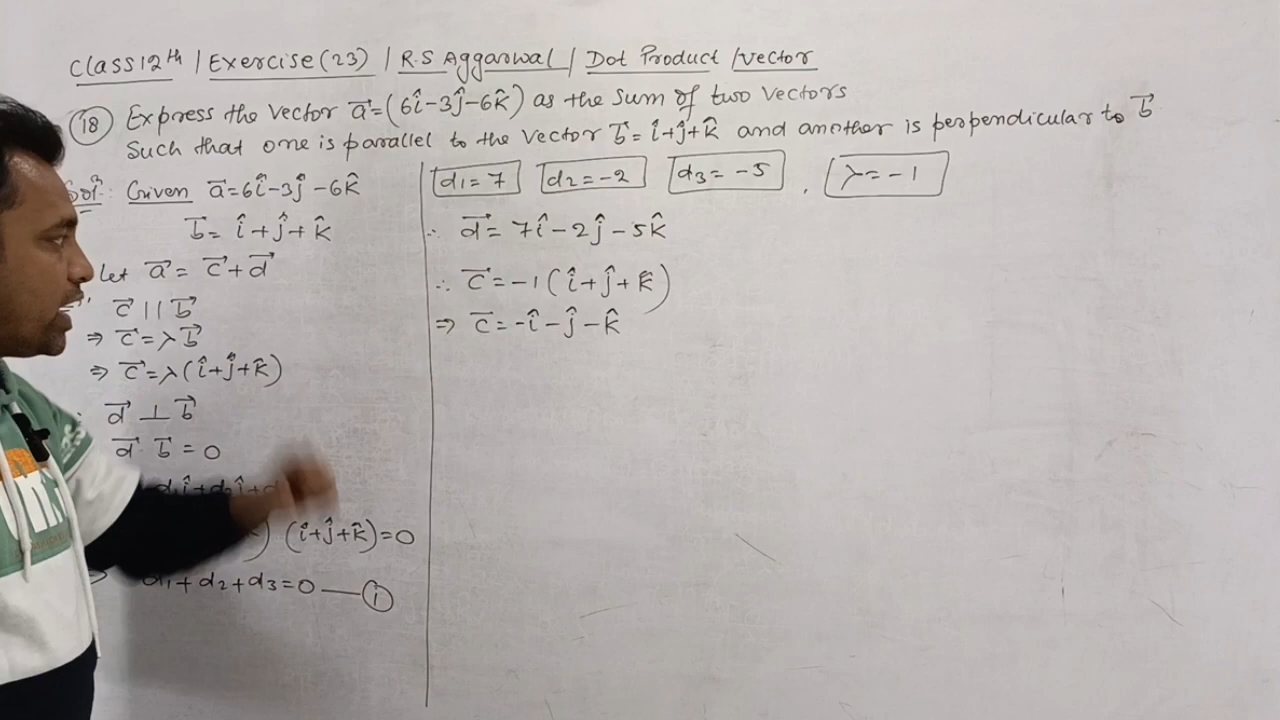 Class 12th / Exercise(23) / R.S Aggarwal / Dot Product / vector
(18) Express the vector a⃗=(6î-3ĵ-6k̂) as the sum of two vectors
Such that one is parallel to the vector b⃗=î+ĵ+k̂ and another is perpendicular to b⃗
Solⁿ: Given a⃗=6î-3ĵ-6k̂
b⃗=î+ĵ+k̂
let a⃗=c⃗+d⃗
c⃗ || b⃗
⇒ c⃗=λb⃗
⇒ c⃗=λ(î+ĵ+k̂)
d⃗ ⊥ b⃗
d⃗. b⃗ = 0
d₁î+d₂ĵ+d
) (î+ĵ+k̂)=0
d₁+d₂+d₃=0 —(i)
d₁=7 d₂=-2 d₃=-5 , λ=-1
∴ d⃗=7î-2ĵ-5k̂
∴ c⃗=-1(î+ĵ+k̂)
⇒ c⃗=-î-ĵ-k̂